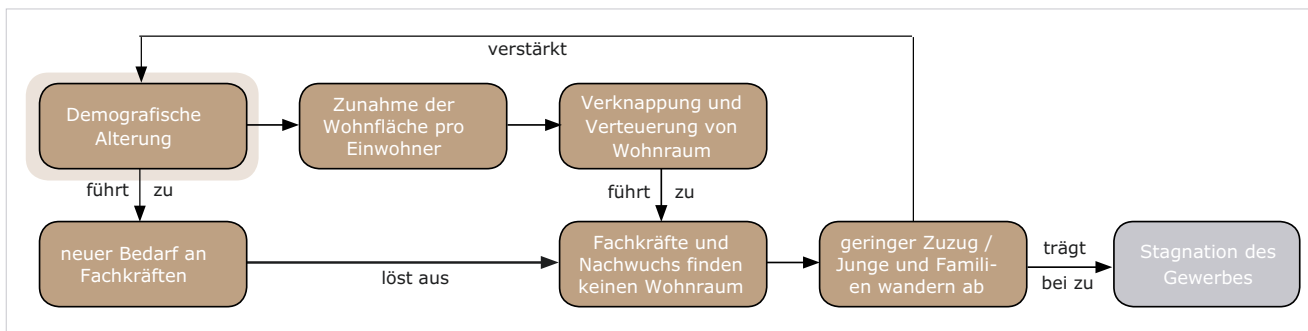 verstärkt
Demografische
Alterung
Zunahme der
Wohnfläche pro
Einwohner
Verknappung und
Verteuerung von
Wohnraum
führt zu
führt zu
neuer Bedarf an
Fachkräften
löst aus
Fachkräfte und
Nachwuchs finden
keinen Wohnraum
geringer Zuzug /
Junge und Famili-
en wandern ab
trägt
bei zu
Stagnation des
Gewerbes